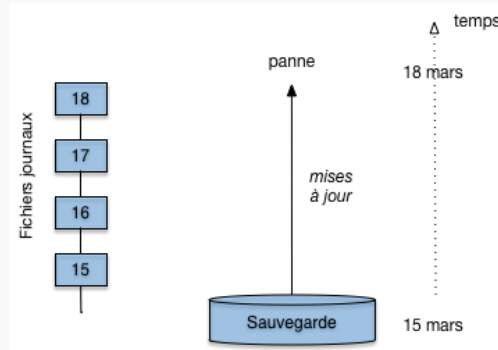 temps
panne
18 mars
18
17
16
15
Fichiers journaux
mises
à jour
Sauvegarde
15 mars